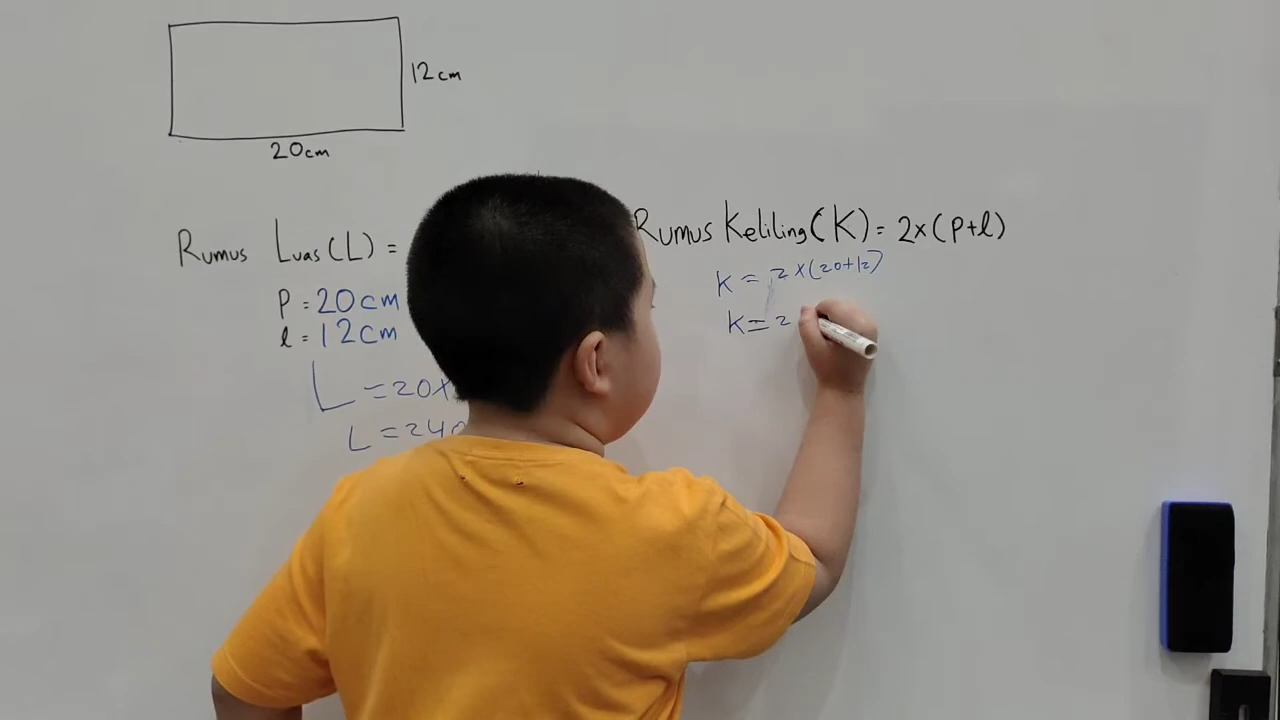 12cm
20cm
Rumus Luas (L) =
P = 20cm
l = 12cm
L = 20x
L = 240
Rumus Keliling (K) = 2x(p+l)
K = 2x(20+12)
K = 2